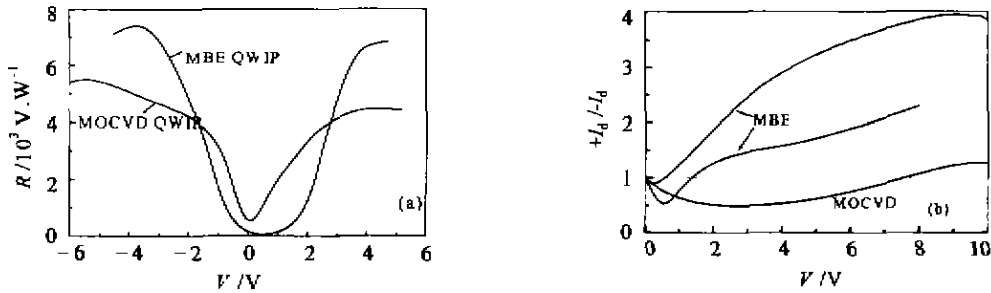 8
6
4
2
0
R /10³ V.W⁻¹
MBE QWIP
MOCVD QWIP
(a)
−6 −4 −2 0 2 4 6
V /V
4
3
2
1
0
+I_d /-I_d
MBE
MOCVD
(b)
0 2 4 6 8 10
V /V